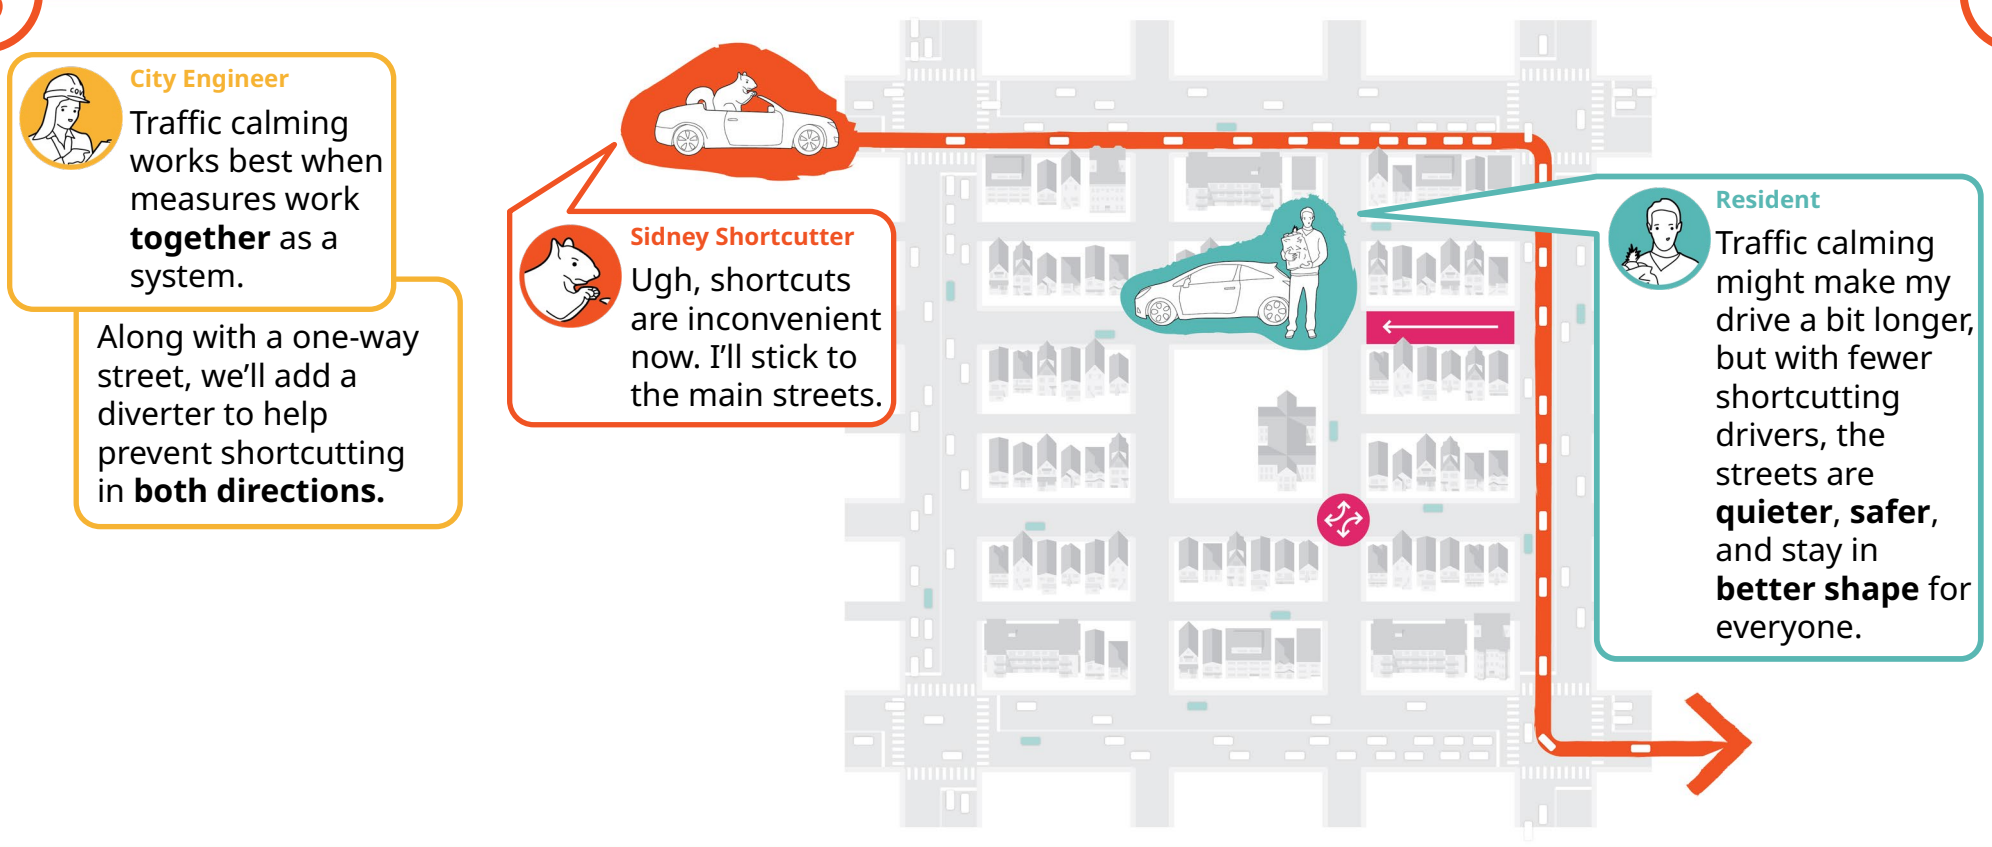 City Engineer
Traffic calming
works best when
measures work
together as a
system.
Along with a one-way
street, we’ll add a
diverter to help
prevent shortcutting
in both directions.
Sidney Shortcutter
Ugh, shortcuts
are inconvenient
now. I’ll stick to
the main streets.
Resident
Traffic calming
might make my
drive a bit longer,
but with fewer
shortcutting
drivers, the
streets are
quieter, safer,
and stay in
better shape for
everyone.